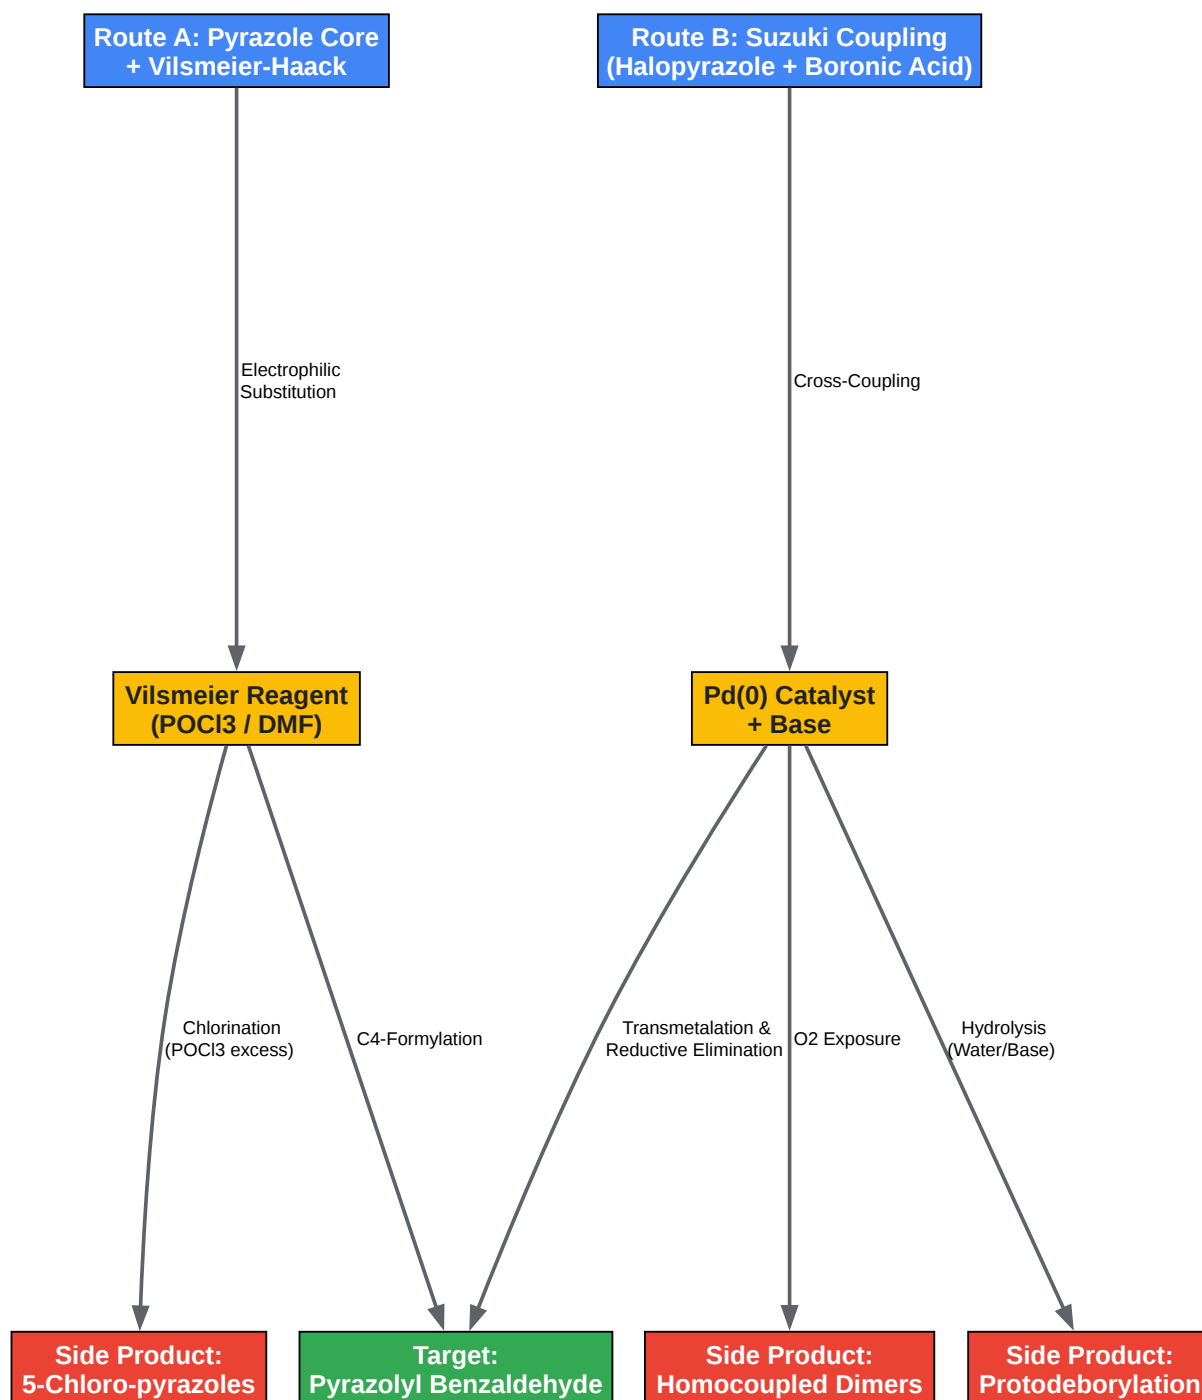 Route A: Pyrazole Core
+ Vilsmeier-Haack
Route B: Suzuki Coupling
(Halopyrazole + Boronic Acid)
Electrophilic
Substitution
Cross-Coupling
Vilsmeier Reagent
(POCl3 / DMF)
Pd(0) Catalyst
+ Base
Chlorination
(POCl3 excess)
C4-Formylation
Transmetalation &
Reductive Elimination
O2 Exposure
Hydrolysis
(Water/Base)
Side Product:
5-Chloro-pyrazoles
Target:
Pyrazolyl Benzaldehyde
Side Product:
Homocoupled Dimers
Side Product:
Protodeborylation